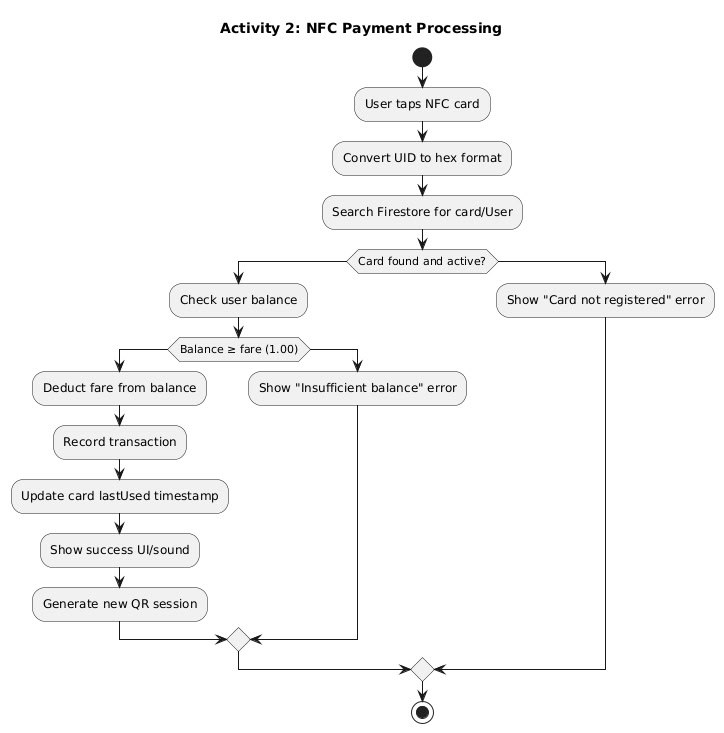 Activity 2: NFC Payment Processing
User taps NFC card
Convert UID to hex format
Search Firestore for card/User
Card found and active?
Check user balance
Show "Card not registered" error
Balance ≥ fare (1.00)
Deduct fare from balance
Show "Insufficient balance" error
Record transaction
Update card lastUsed timestamp
Show success UI/sound
Generate new QR session